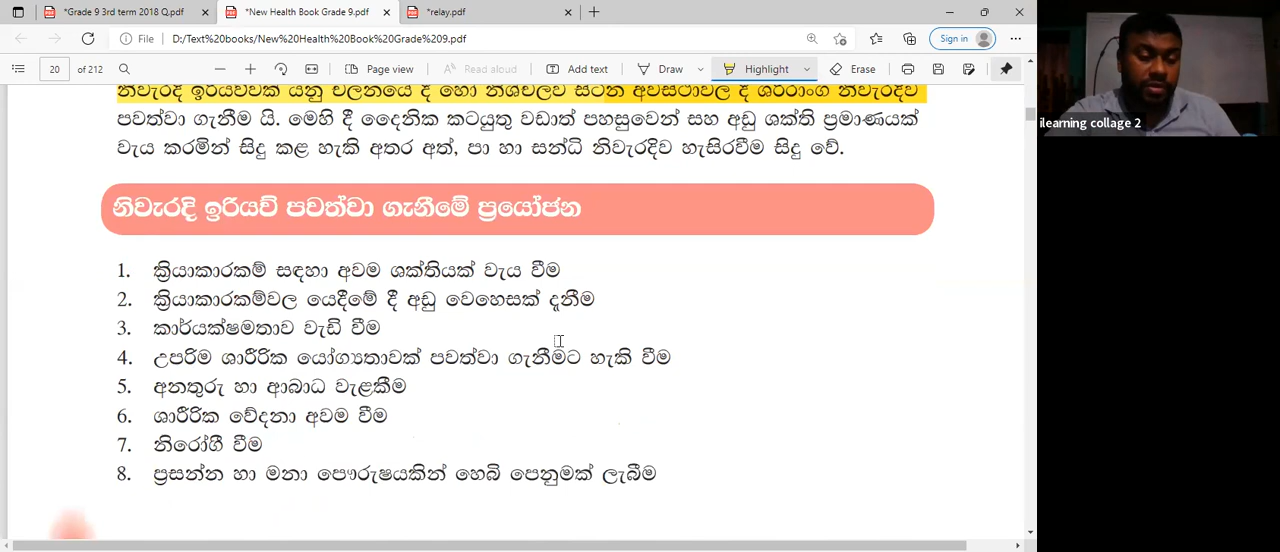 *Grade 9 3rd term 2018 Q.pdf
*New Health Book Grade 9.pdf
*relay.pdf
File
D:/Text%20books/New%20Health%20Book%20Grade%209.pdf
Sign in
20 of 212
Page view
Read aloud
Add text
Draw
Highlight
Erase
ilearning collage 2
නිවැරදි ඉරියව්වක් යනු චලනයේ දී හෝ නිශ්චලව සිටින අවස්ථාවල දී ශරීරාංග නිවැරදිව
පවත්වා ගැනීම යි. මෙහි දී දෛනික කටයුතු වඩාත් පහසුවෙන් සහ අඩු ශක්ති ප්‍රමාණයක්
වැය කරමින් සිදු කළ හැකි අතර අත්, පා හා සන්ධි නිවැරදිව හැසිරවීම සිදු වේ.
නිවැරදි ඉරියව් පවත්වා ගැනීමේ ප්‍රයෝජන
1. ක්‍රියාකාරකම් සඳහා අවම ශක්තියක් වැය වීම
2. ක්‍රියාකාරකම්වල යෙදීමේ දී අඩු වෙහෙසක් දැනීම
3. කාර්යක්ෂමතාව වැඩි වීම
4. උපරිම ශාරීරික යෝග්‍යතාවක් පවත්වා ගැනීමට හැකි වීම
5. අනතුරු හා ආබාධ වැළකීම
6. ශාරීරික වේදනා අවම වීම
7. නිරෝගී වීම
8. ප්‍රසන්න හා මනා පෞරුෂයකින් හෙබි පෙනුමක් ලැබීම